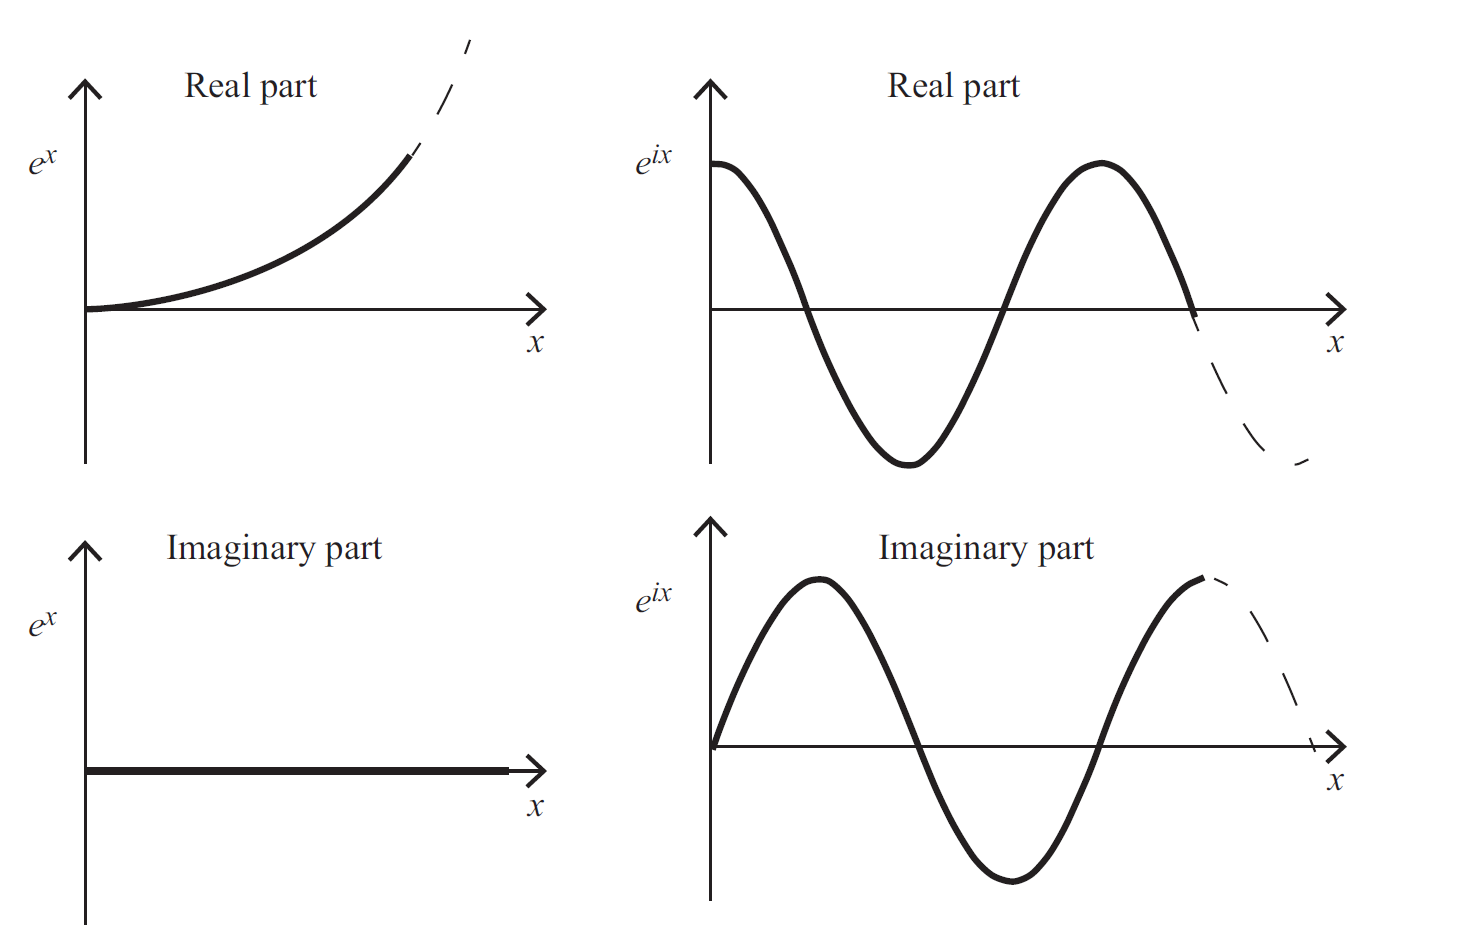 Real part
e^x
x
Real part
e^{ix}
x
Imaginary part
e^x
x
Imaginary part
e^{ix}
x